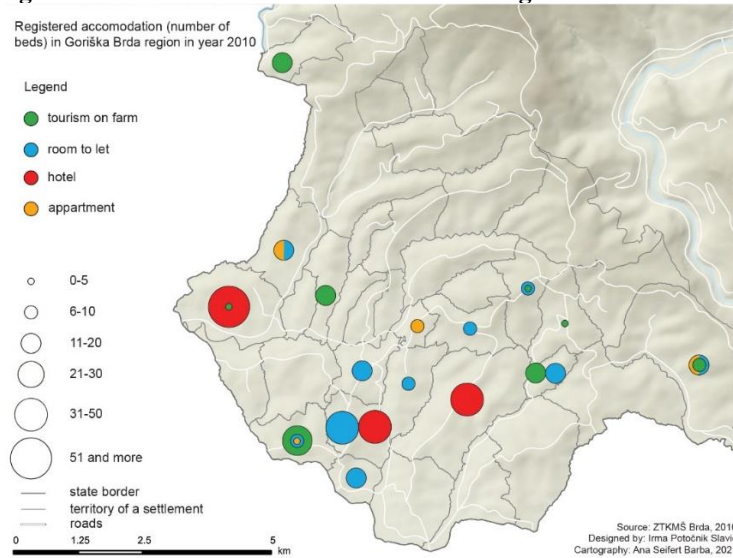 Registered accomodation (number of
beds) in Goriška Brda region in year 2010
Legend
tourism on farm
room to let
hotel
appartment
0-5
6-10
11-20
21-30
31-50
51 and more
state border
territory of a settlement
roads
0 1.25 2.5 5
km
Source: ZTKMŠ Brda, 2010
Designed by: Irma Potočnik Slavič
Cartography: Ana Seifert Barba,